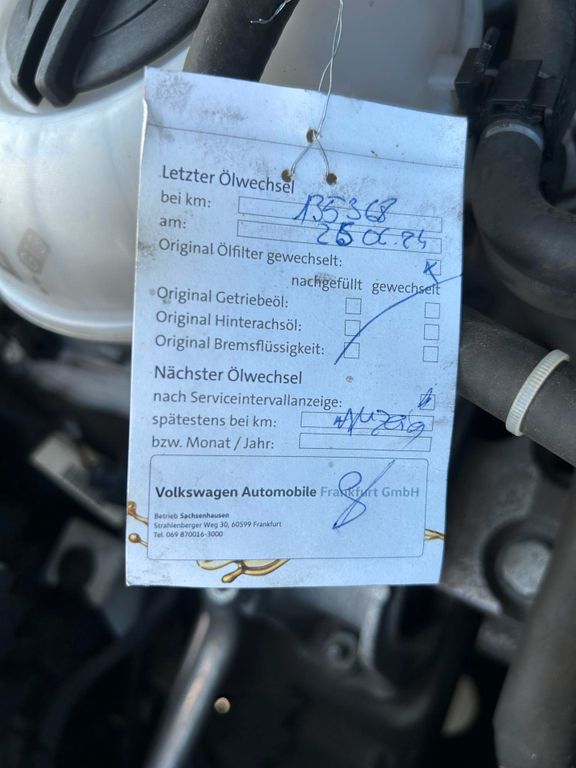 Letzter Ölwechsel
bei km: 135368
am:
Original Ölfilter gewechselt: x
nachgefüllt gewechselt
Original Getriebeöl:
Original Hinterachsöl:
Original Bremsflüssigkeit:
Nächster Ölwechsel
nach Serviceintervallanzeige:
spätestens bei km:
bzw. Monat / Jahr:
Volkswagen Automobile Frankfurt GmbH
Betrieb Sachsenhausen
Strahlenberger Weg 30, 60599 Frankfurt
Tel. 069 870016-3000